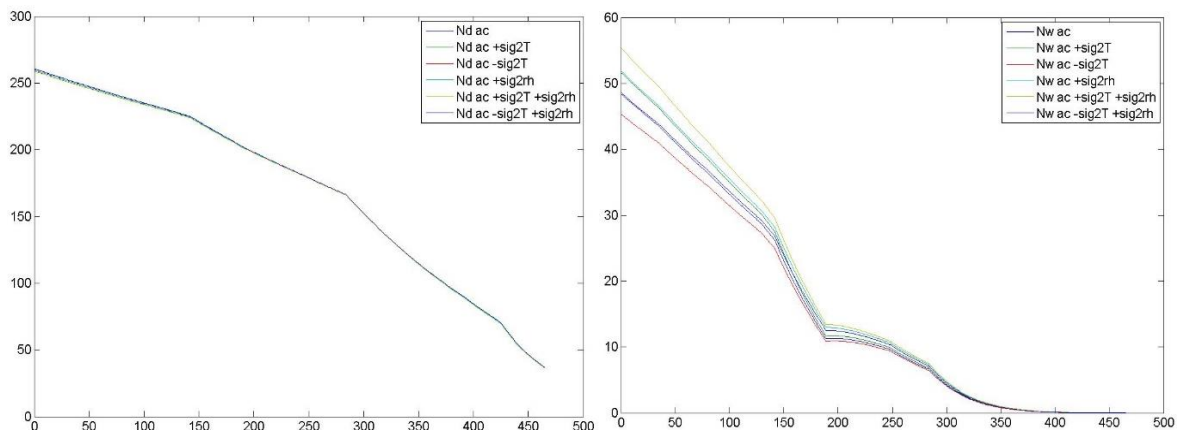 300
250
200
150
100
50
0
0 50 100 150 200 250 300 350 400 450 500
Nd ac
Nd ac +sig2T
Nd ac -sig2T
Nd ac +sig2rh
Nd ac +sig2T +sig2rh
Nd ac -sig2T +sig2rh
60
50
40
30
20
10
0
0 50 100 150 200 250 300 350 400 450 500
Nw ac
Nw ac +sig2T
Nw ac -sig2T
Nw ac +sig2rh
Nw ac +sig2T +sig2rh
Nw ac -sig2T +sig2rh